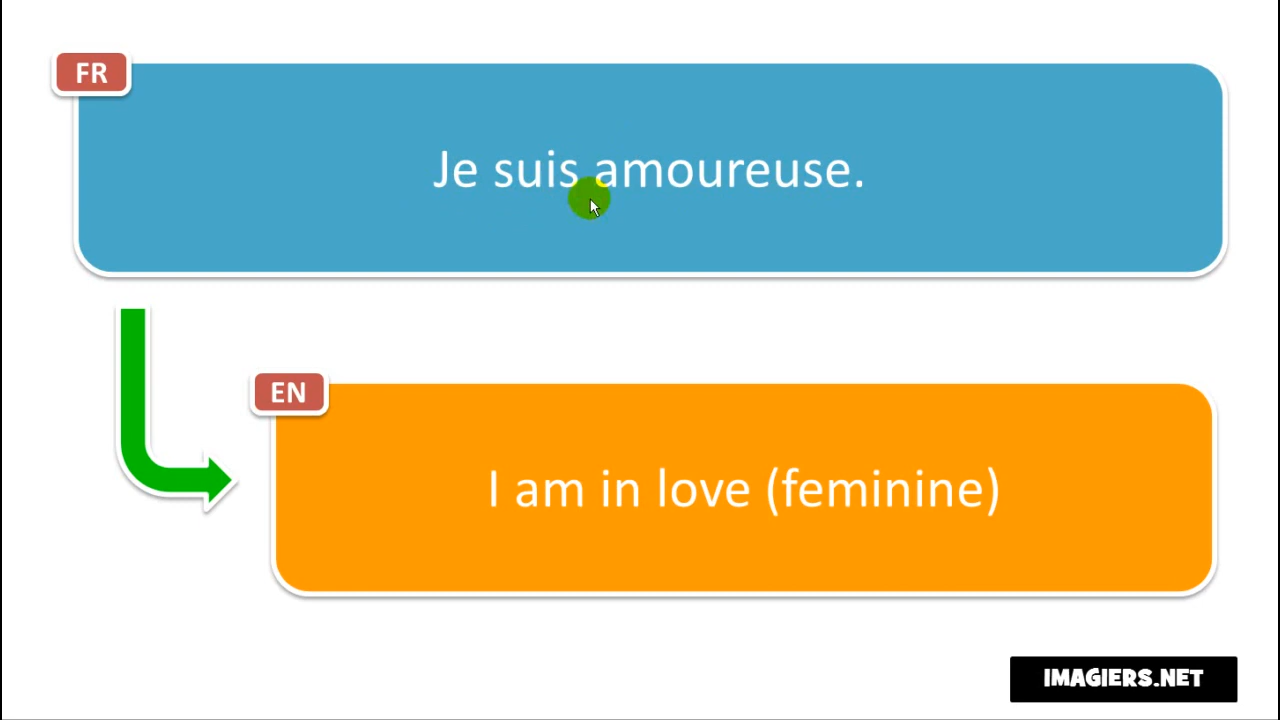 FR
Je suis amoureuse.
EN
I am in love (feminine)
IMAGIERS.NET